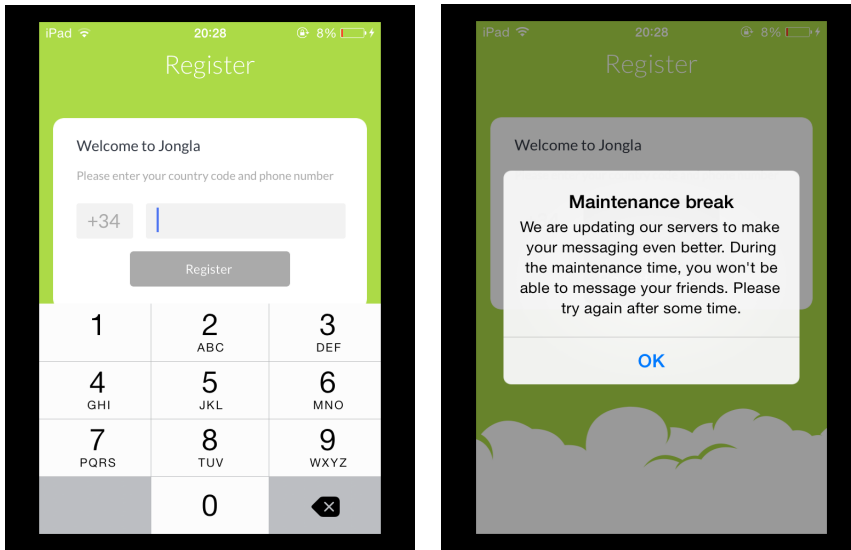 iPad 20:28 8%
Register
Welcome to Jongla
Please enter your country code and phone number
+34
Register
1 2 3
ABC DEF
4 5 6
GHI JKL MNO
7 8 9
PQRS TUV WXYZ
0
iPad 20:28 8%
Register
Welcome to Jongla
Maintenance break
We are updating our servers to make
your messaging even better. During
the maintenance time, you won't be
able to message your friends. Please
try again after some time.
OK